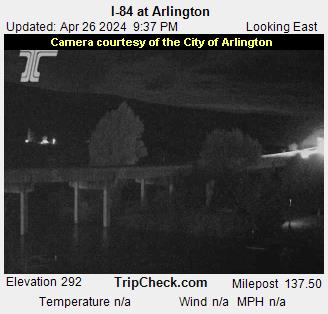 I-84 at Arlington
Updated: Apr 26 2024 9:37 PM Looking East
Camera courtesy of the City of Arlington
Elevation 292 TripCheck.com Milepost 137.50
Temperature n/a Wind n/a MPH n/a